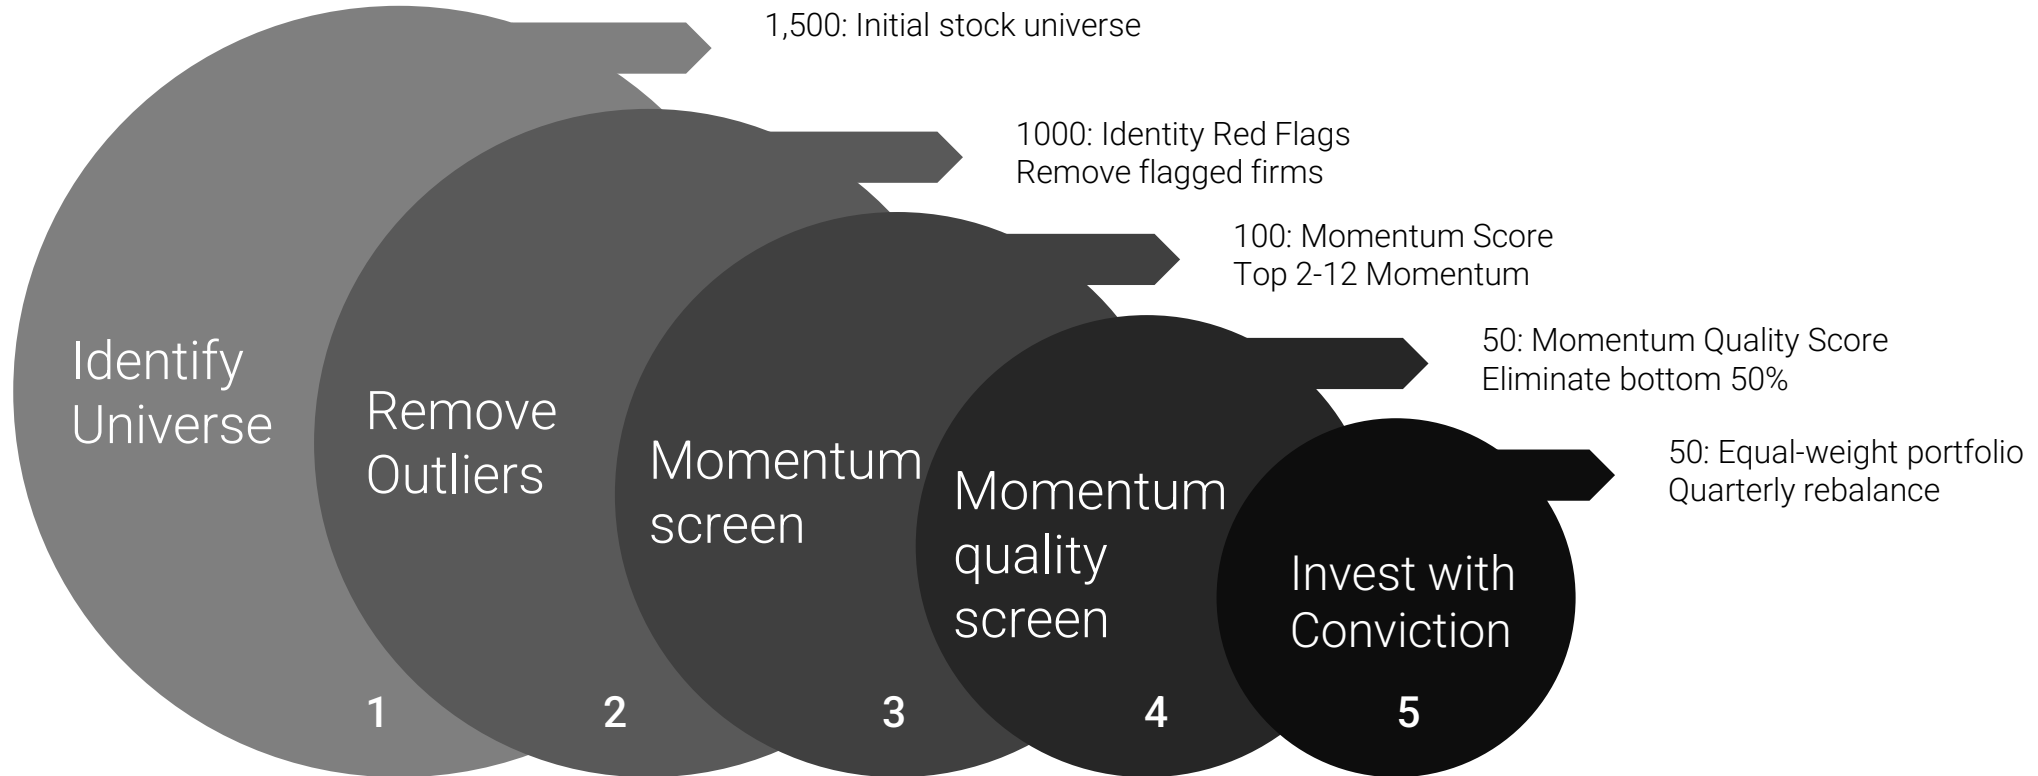 1,500: Initial stock universe
1000: Identity Red Flags
Remove flagged firms
100: Momentum Score
Top 2-12 Momentum
50: Momentum Quality Score
Eliminate bottom 50%
50: Equal-weight portfolio
Quarterly rebalance
Identify
Universe
1
Remove
Outliers
2
Momentum
screen
3
Momentum
quality
screen
4
Invest with
Conviction
5